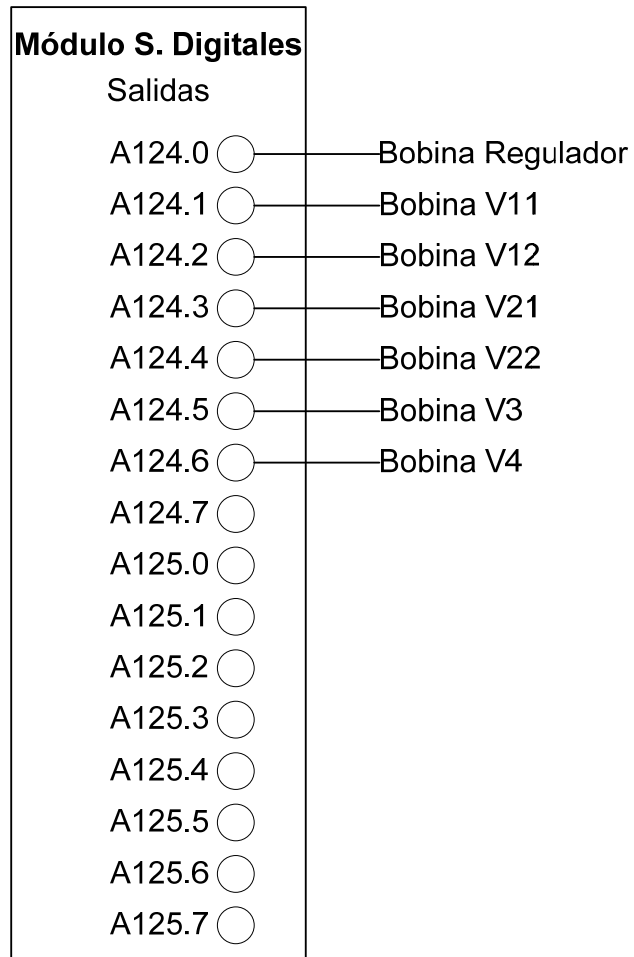 Módulo S. Digitales
Salidas
A124.0 Bobina Regulador
A124.1 Bobina V11
A124.2 Bobina V12
A124.3 Bobina V21
A124.4 Bobina V22
A124.5 Bobina V3
A124.6 Bobina V4
A124.7
A125.0
A125.1
A125.2
A125.3
A125.4
A125.5
A125.6
A125.7